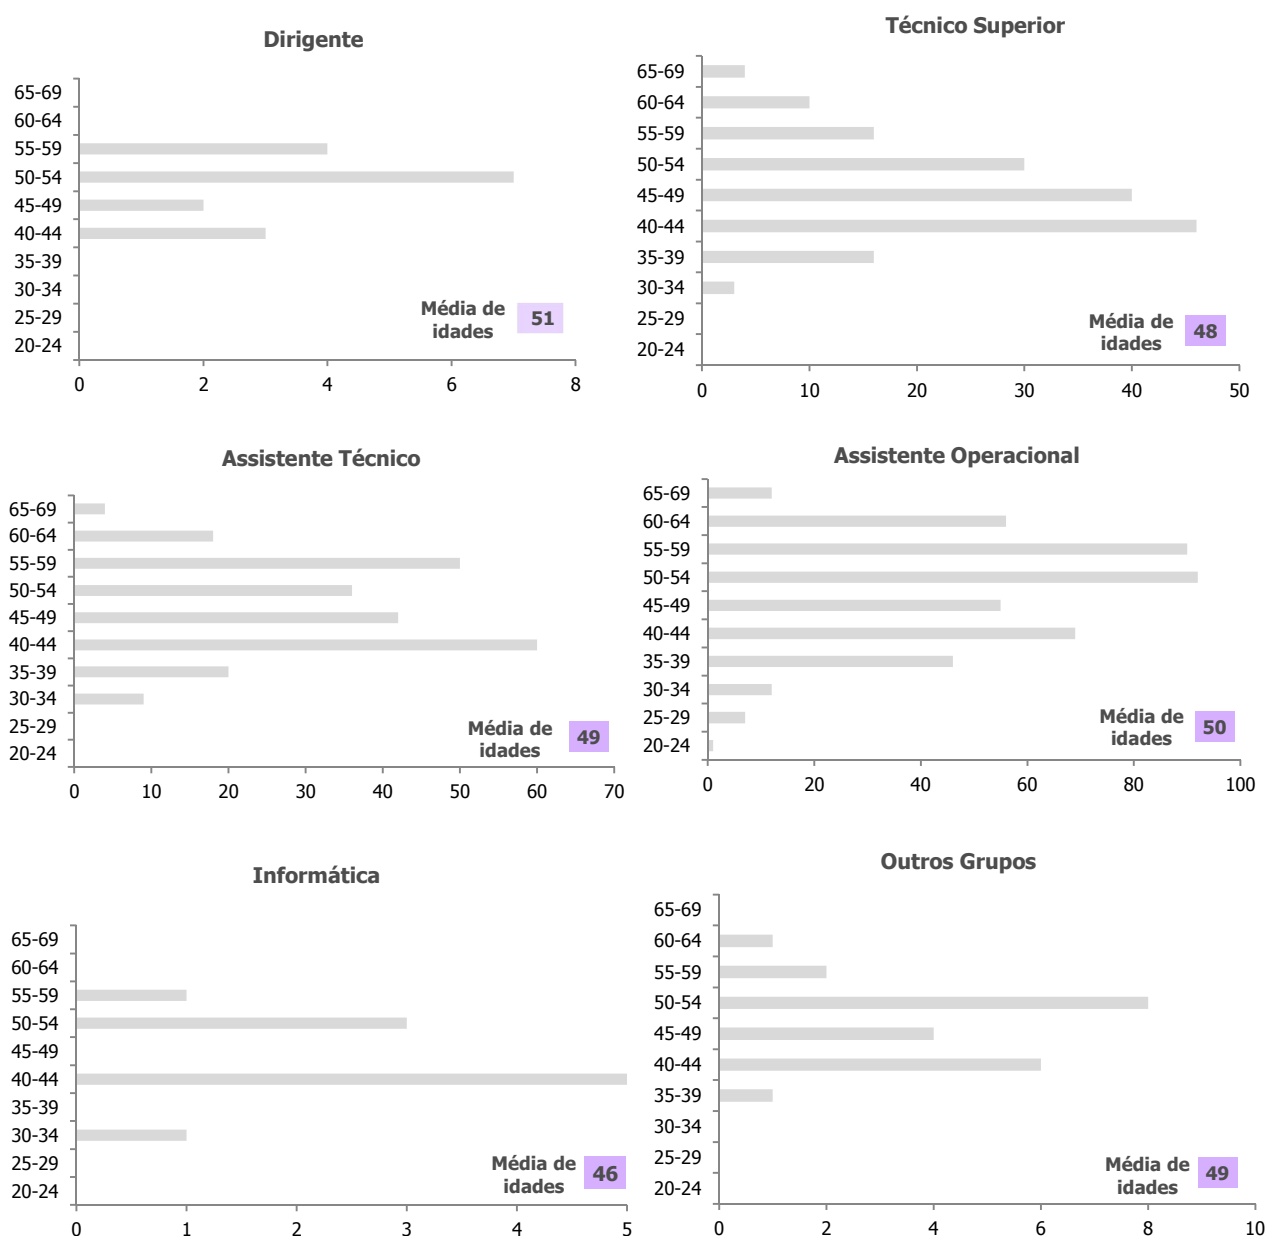 Dirigente
65-69
60-64
55-59
50-54
45-49
40-44
35-39
30-34
25-29
20-24
Média de
idades
51
0 2 4 6 8
Técnico Superior
65-69
60-64
55-59
50-54
45-49
40-44
35-39
30-34
25-29
20-24
Média de
idades
48
0 10 20 30 40 50
Assistente Técnico
65-69
60-64
55-59
50-54
45-49
40-44
35-39
30-34
25-29
20-24
Média de
idades
49
0 10 20 30 40 50 60 70
Assistente Operacional
65-69
60-64
55-59
50-54
45-49
40-44
35-39
30-34
25-29
20-24
Média de
idades
50
0 20 40 60 80 100
Informática
65-69
60-64
55-59
50-54
45-49
40-44
35-39
30-34
25-29
20-24
Média de
idades
46
0 1 2 3 4 5
Outros Grupos
65-69
60-64
55-59
50-54
45-49
40-44
35-39
30-34
25-29
20-24
Média de
idades
49
0 2 4 6 8 10